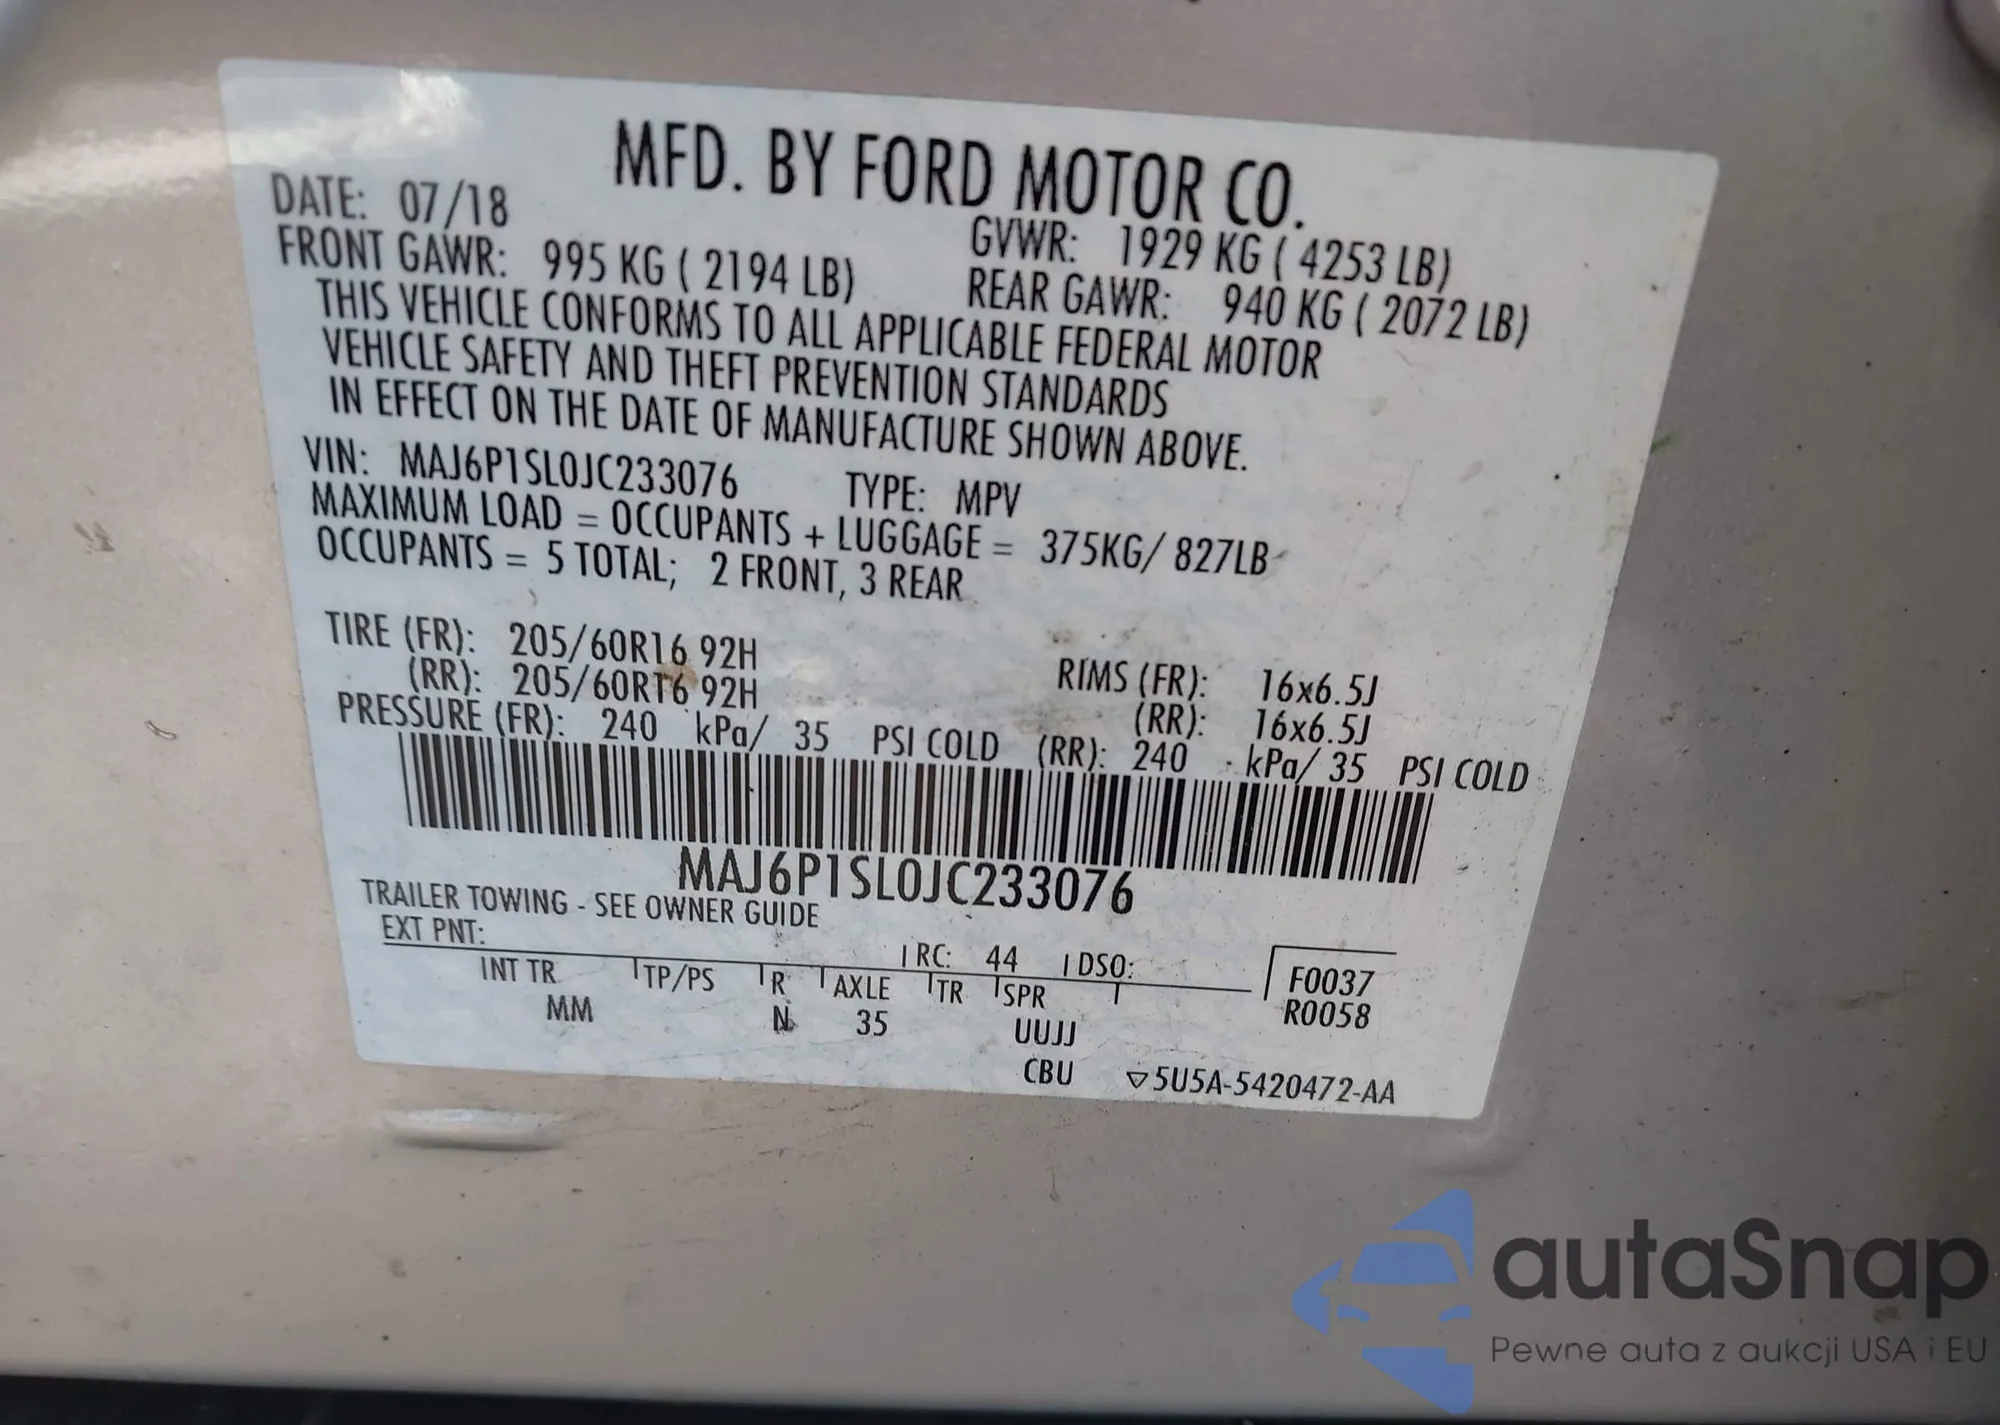 MFD. BY FORD MOTOR CO.
DATE: 07/18
GVWR: 1929 KG ( 4253 LB)
FRONT GAWR: 995 KG ( 2194 LB)
REAR GAWR: 940 KG ( 2072 LB)
THIS VEHICLE CONFORMS TO ALL APPLICABLE FEDERAL MOTOR
VEHICLE SAFETY AND THEFT PREVENTION STANDARDS
IN EFFECT ON THE DATE OF MANUFACTURE SHOWN ABOVE.
VIN: MAJ6P1SL0JC233076 TYPE: MPV
MAXIMUM LOAD = OCCUPANTS + LUGGAGE = 375KG/ 827LB
OCCUPANTS = 5 TOTAL; 2 FRONT, 3 REAR
TIRE (FR): 205/60R16 92H RIMS (FR): 16x6.5J
(RR): 205/60R16 92H (RR): 16x6.5J
PRESSURE (FR): 240 kPa/ 35 PSI COLD (RR): 240 kPa/ 35 PSI COLD
MAJ6P1SL0JC233076
TRAILER TOWING - SEE OWNER GUIDE
EXT PNT: RC: 44 DSO: F0037
INT TR TP/PS R AXLE TR SPR R0058
MM N 35 UUJJ
CBU ▽5U5A-5420472-AA
autaSnap
Pewne auta z aukcji USA i EU